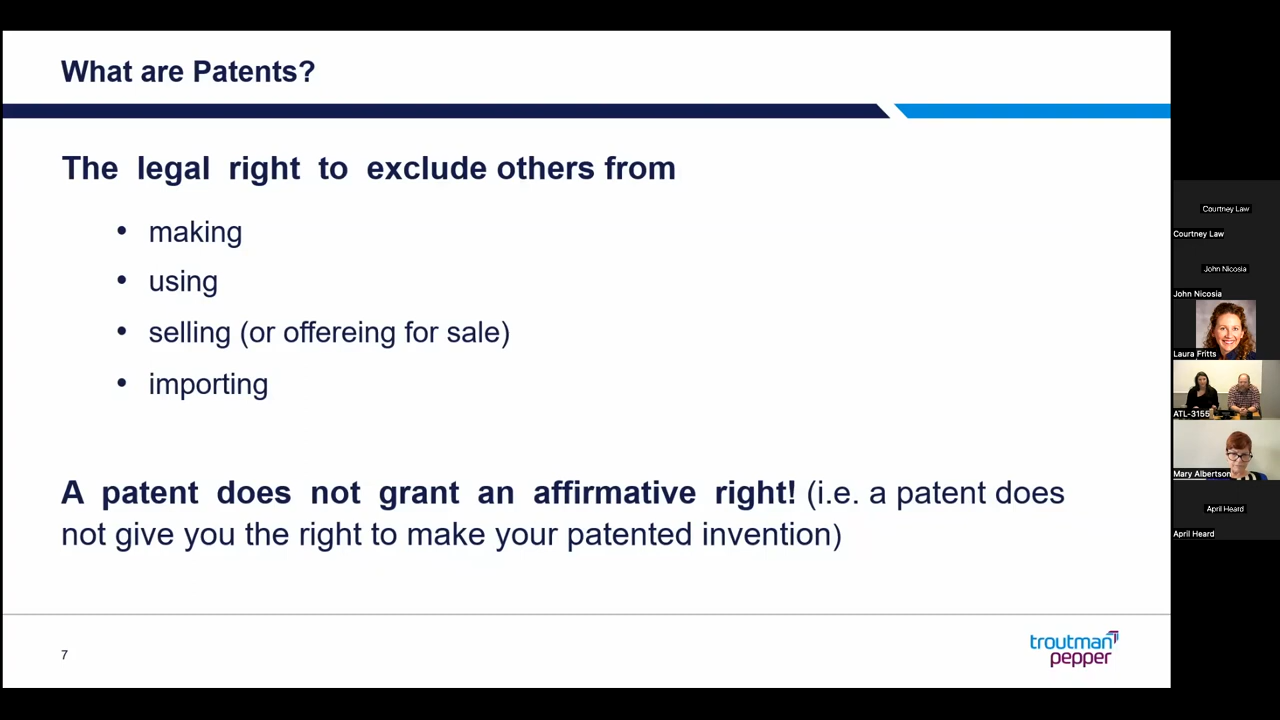 What are Patents?
The legal right to exclude others from
• making
• using
• selling (or offereing for sale)
• importing
A patent does not grant an affirmative right! (i.e. a patent does
not give you the right to make your patented invention)
7
troutman
pepper
Courtney Law
Courtney Law
John Nicosia
John Nicosia
Laura Fritts
ATL-3155
Mary Albertson
April Heard
April Heard